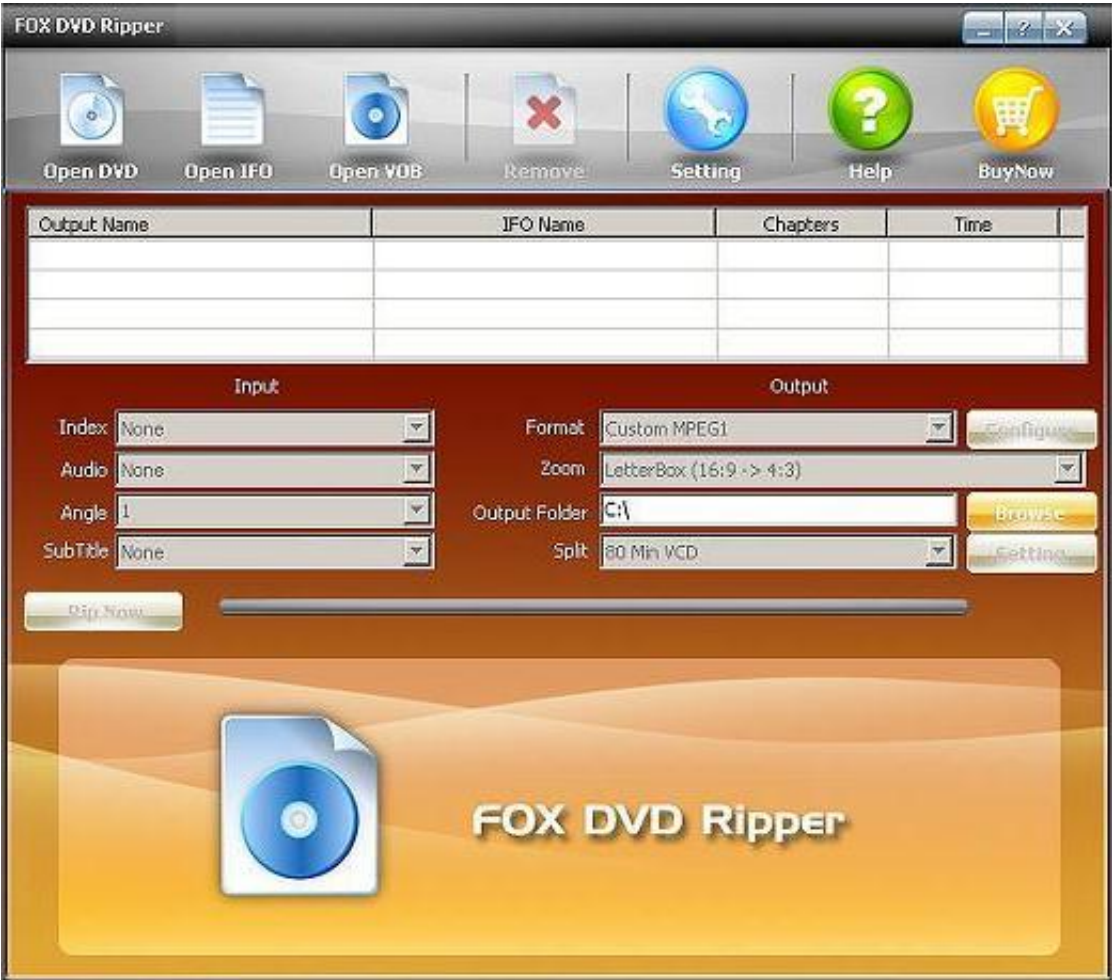 FOX DVD Ripper
Open DVD Open IFO Open VOB Remove Setting Help BuyNow
Output Name IFO Name Chapters Time
Input Output
Index None Format Custom MPEG1 Configure
Audio None Zoom LetterBox (16:9 -> 4:3)
Angle 1 Output Folder C:\ Browse
SubTitle None Split 80 Min VCD Setting
Rip Now
FOX DVD Ripper